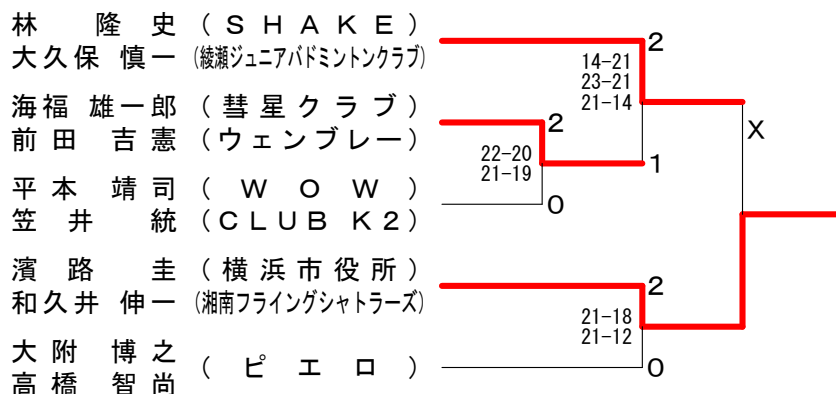 林 隆史 (SHAKE)
大久保 慎一 (綾瀬ジュニアバドミントンクラブ)
2
14-21
23-21
21-14
海福 雄一郎 (彗星クラブ)
前田 吉憲 (ウェンブレー)
2
X
22-20
21-19
1
平本 靖司 (WOW)
笠井 統 (CLUB K2)
0
濱路 圭 (横浜市役所)
和久井 伸一 (湘南フライングシャトラーズ)
2
21-18
21-12
大附 博之
高橋 智尚
(ピエロ)
0